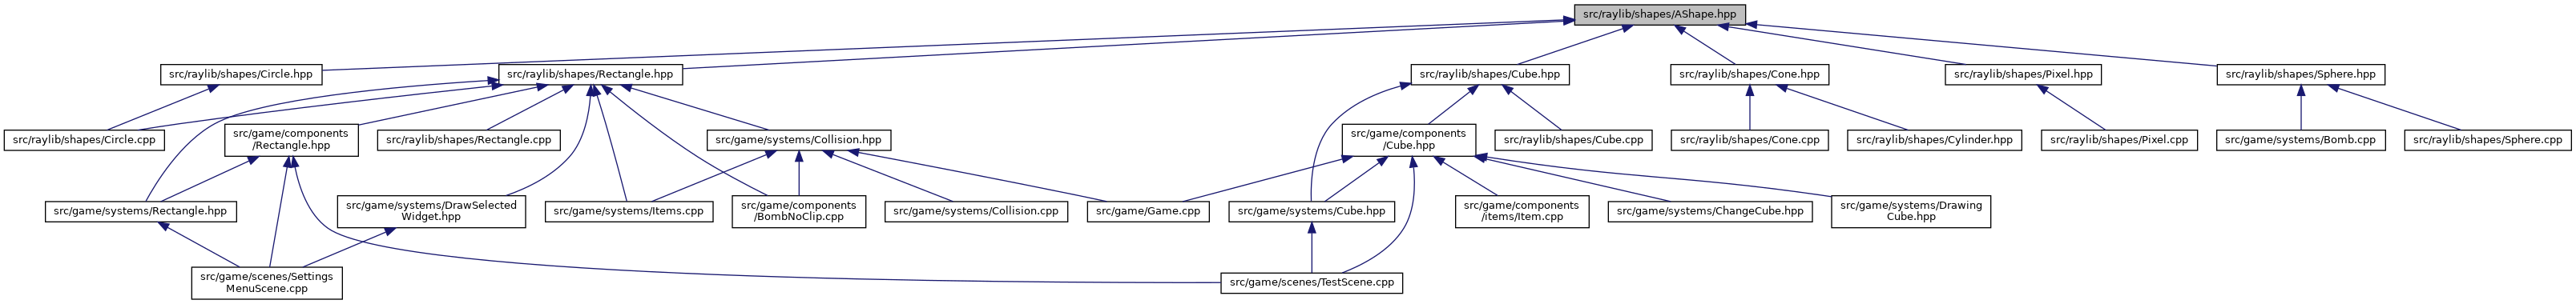 src/raylib/shapes/AShape.hpp
src/raylib/shapes/Circle.hpp
src/raylib/shapes/Rectangle.hpp
src/raylib/shapes/Cube.hpp
src/raylib/shapes/Cone.hpp
src/raylib/shapes/Pixel.hpp
src/raylib/shapes/Sphere.hpp
src/raylib/shapes/Circle.cpp
src/game/components
/Rectangle.hpp
src/raylib/shapes/Rectangle.cpp
src/game/systems/Collision.hpp
src/game/components
/Cube.hpp
src/raylib/shapes/Cube.cpp
src/raylib/shapes/Cone.cpp
src/raylib/shapes/Cylinder.hpp
src/raylib/shapes/Pixel.cpp
src/game/systems/Bomb.cpp
src/raylib/shapes/Sphere.cpp
src/game/systems/Rectangle.hpp
src/game/systems/DrawSelected
Widget.hpp
src/game/systems/Items.cpp
src/game/components
/BombNoClip.cpp
src/game/systems/Collision.cpp
src/game/Game.cpp
src/game/systems/Cube.hpp
src/game/components
/items/Item.cpp
src/game/systems/ChangeCube.hpp
src/game/systems/Drawing
Cube.hpp
src/game/scenes/Settings
MenuScene.cpp
src/game/scenes/TestScene.cpp